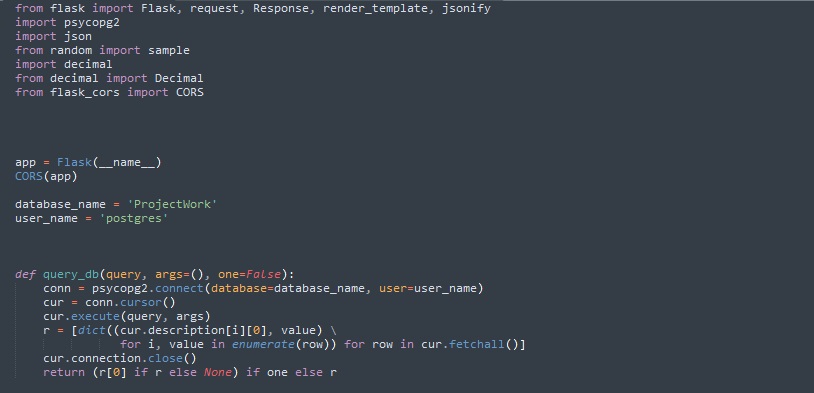 from flask import Flask, request, Response, render_template, jsonify
import psycopg2
import json
from random import sample
import decimal
from decimal import Decimal
from flask_cors import CORS
app = Flask(__name__)
CORS(app)
database_name = 'ProjectWork'
user_name = 'postgres'
def query_db(query, args=(), one=False):
    conn = psycopg2.connect(database=database_name, user=user_name)
    cur = conn.cursor()
    cur.execute(query, args)
    r = [dict((cur.description[i][0], value) \
               for i, value in enumerate(row)) for row in cur.fetchall()]
    cur.connection.close()
    return (r[0] if r else None) if one else r